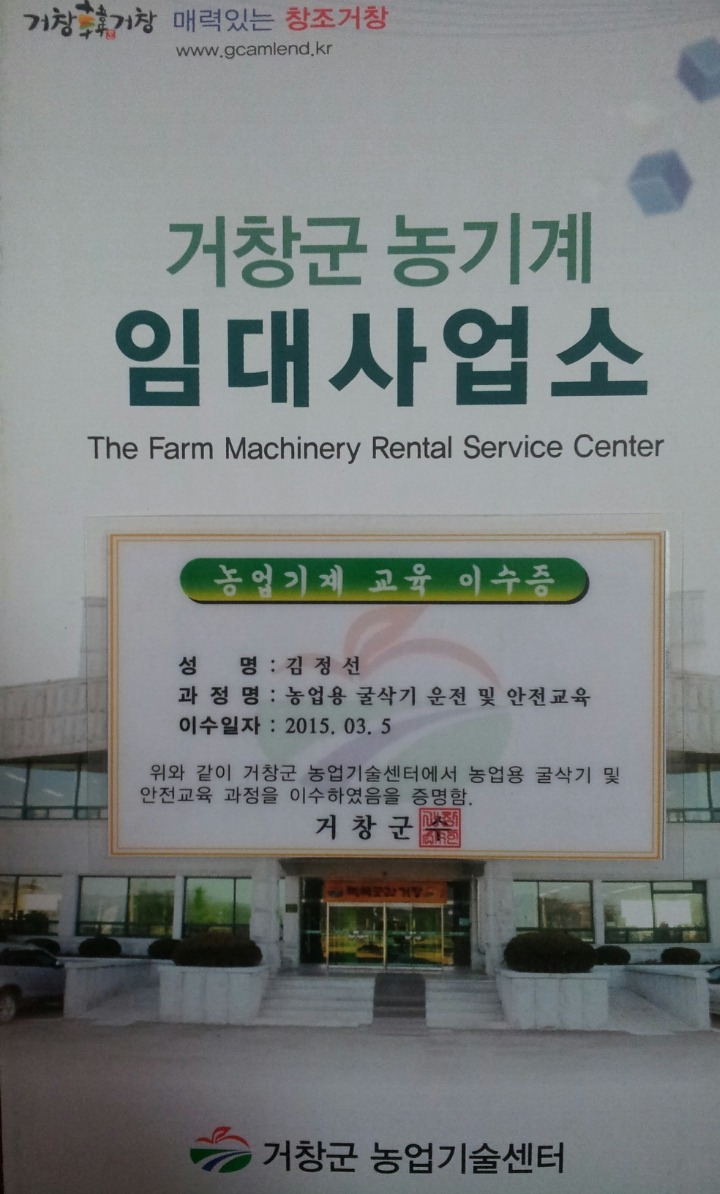 거창韓거창 매력있는 창조거창
www.gcamlend.kr
거창군 농기계
임대사업소
The Farm Machinery Rental Service Center
농업기계 교육 이수증
성 명 : 김정선
과 정 명 : 농업용 굴삭기 운전 및 안전교육
이수일자 : 2015. 03. 5
위와 같이 거창군 농업기술센터에서 농업용 굴삭기 및
안전교육 과정을 이수하였음을 증명함.
거 창 군 수
거창군 농업기술센터